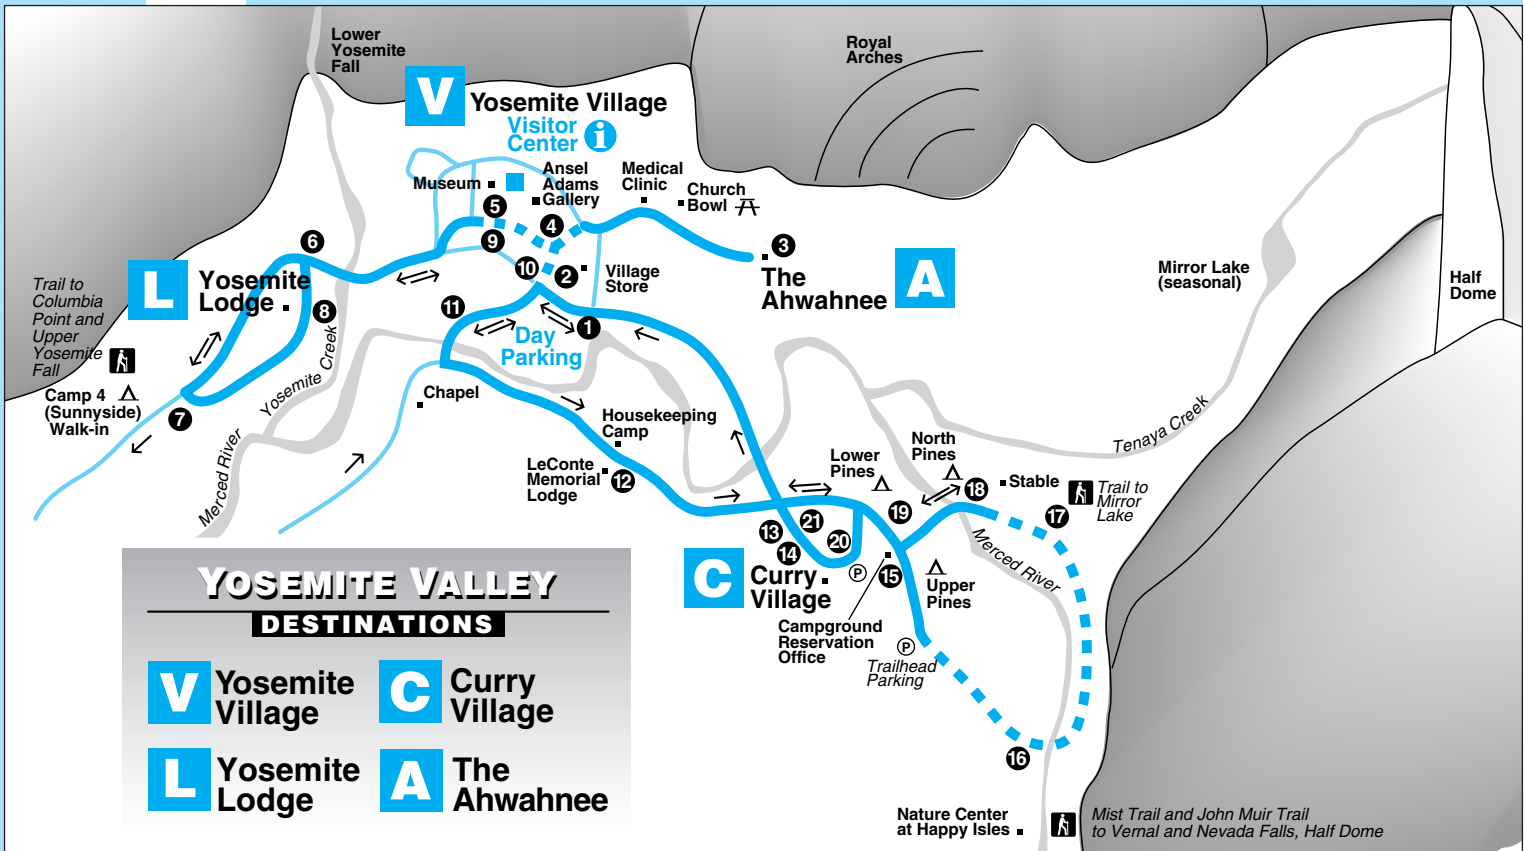 Lower
Yosemite
Fall
Royal
Arches
V
Yosemite Village
Visitor
Center
i
Museum
Ansel
Adams
Gallery
Medical
Clinic
Church
Bowl
5
4
9
10
2
Village
Store
3
The
Ahwahnee
A
Mirror Lake
(seasonal)
Half
Dome
6
L
Yosemite
Lodge
8
11
1
Day
Parking
Trail to
Columbia
Point and
Upper
Yosemite
Fall
Camp 4
(Sunnyside)
Walk-in
7
Yosemite Creek
Merced River
Chapel
Housekeeping
Camp
LeConte
Memorial
Lodge
12
Lower
Pines
North
Pines
Tenaya Creek
18
Stable
17
Trail to
Mirror
Lake
19
21
13
20
14
C
Curry
Village
P
15
Upper
Pines
Merced River
Campground
Reservation
Office
P
Trailhead
Parking
16
Nature Center
at Happy Isles
Mist Trail and John Muir Trail
to Vernal and Nevada Falls, Half Dome
YOSEMITE VALLEY
DESTINATIONS
V
Yosemite
Village
C
Curry
Village
L
Yosemite
Lodge
A
The
Ahwahnee